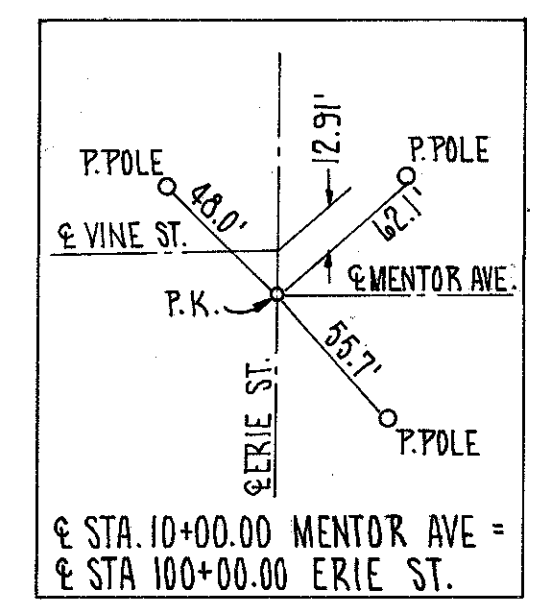 12.91'
P.POLE
P.POLE
48.0'
62.1'
℄ VINE ST.
℄ MENTOR AVE.
P.K.
55.7'
℄ ERIE ST.
P.POLE
℄ STA. 10+00.00 MENTOR AVE =
℄ STA 100+00.00 ERIE ST.